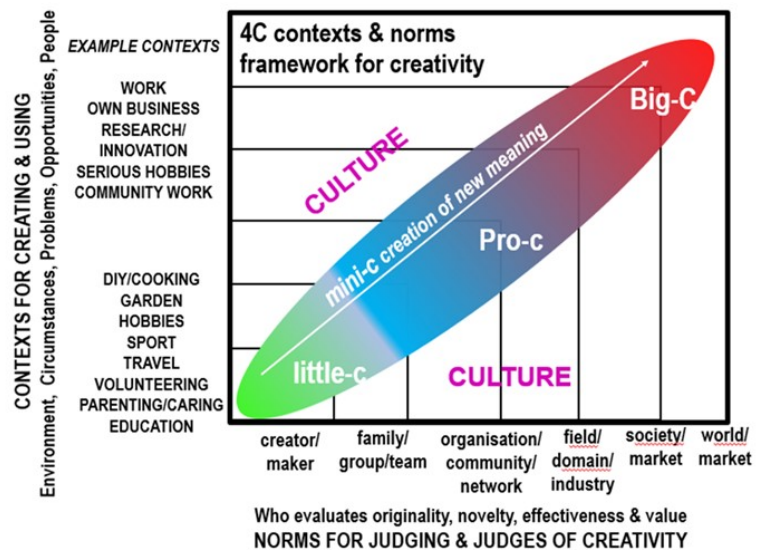 4C contexts & norms
framework for creativity
EXAMPLE CONTEXTS
WORK
OWN BUSINESS
RESEARCH/
INNOVATION
SERIOUS HOBBIES
COMMUNITY WORK
DIY/COOKING
GARDEN
HOBBIES
SPORT
TRAVEL
VOLUNTEERING
PARENTING/CARING
EDUCATION
CONTEXTS FOR CREATING & USING
Environment, Circumstances, Problems, Opportunities, People
CULTURE
Big-C
mini-c creation of new meaning
Pro-c
little-c
CULTURE
creator/
maker
family/
group/team
organisation/
community/
network
field/
domain/
industry
society/
market
world/
market
Who evaluates originality, novelty, effectiveness & value
NORMS FOR JUDGING & JUDGES OF CREATIVITY